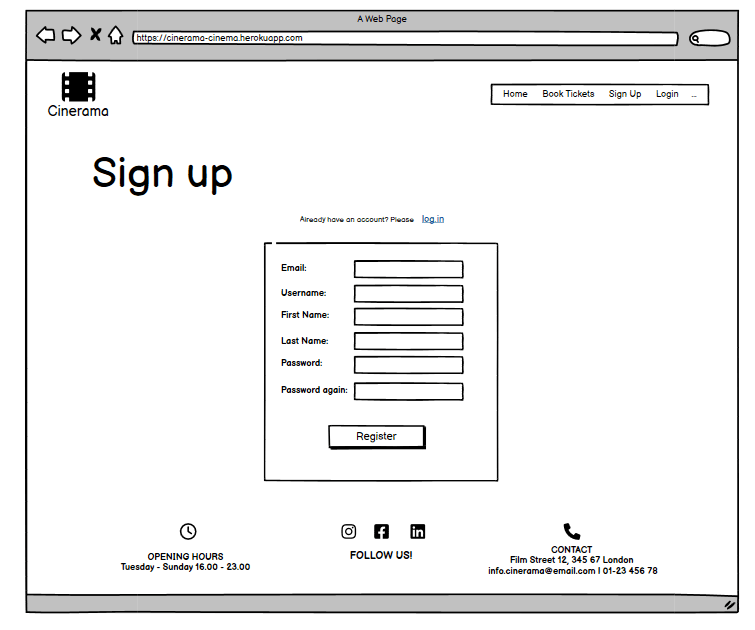 A Web Page
https://cinerama-cinema.herokuapp.com
Cinerama
Home Book Tickets Sign Up Login ...
Sign up
Already have an account? Please log.in
Email:
Username:
First Name:
Last Name:
Password:
Password again:
Register
OPENING HOURS
Tuesday - Sunday 16.00 - 23.00
FOLLOW US!
CONTACT
Film Street 12, 345 67 London
info.cinerama@email.com I 01-23 456 78